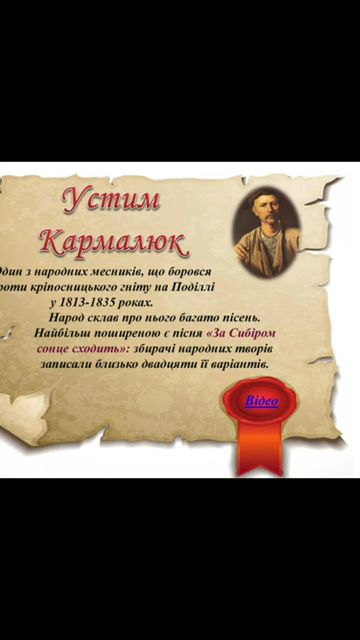 Устим
Кармалюк
Один з народних месників, що боровся
проти кріпосницького гніту на Поділлі
у 1813-1835 роках.
Народ склав про нього багато пісень.
Найбільш поширеною є пісня «За Сибіром
сонце сходить»: збирачі народних творів
записали близько двадцяти її варіантів.
Відео